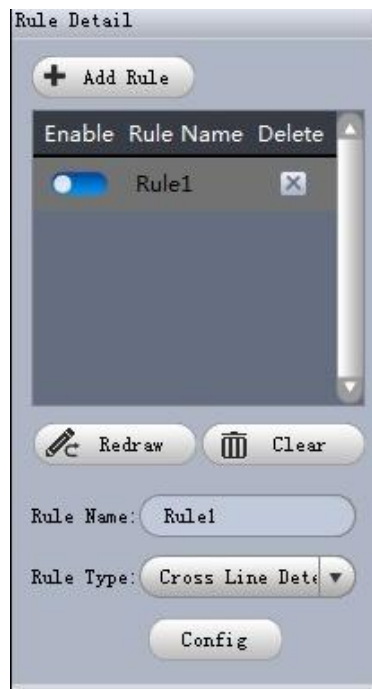 Rule Detail
Add Rule
Enable Rule Name Delete
Rule1
Redraw Clear
Rule Name: Rule1
Rule Type: Cross Line Dete
Config